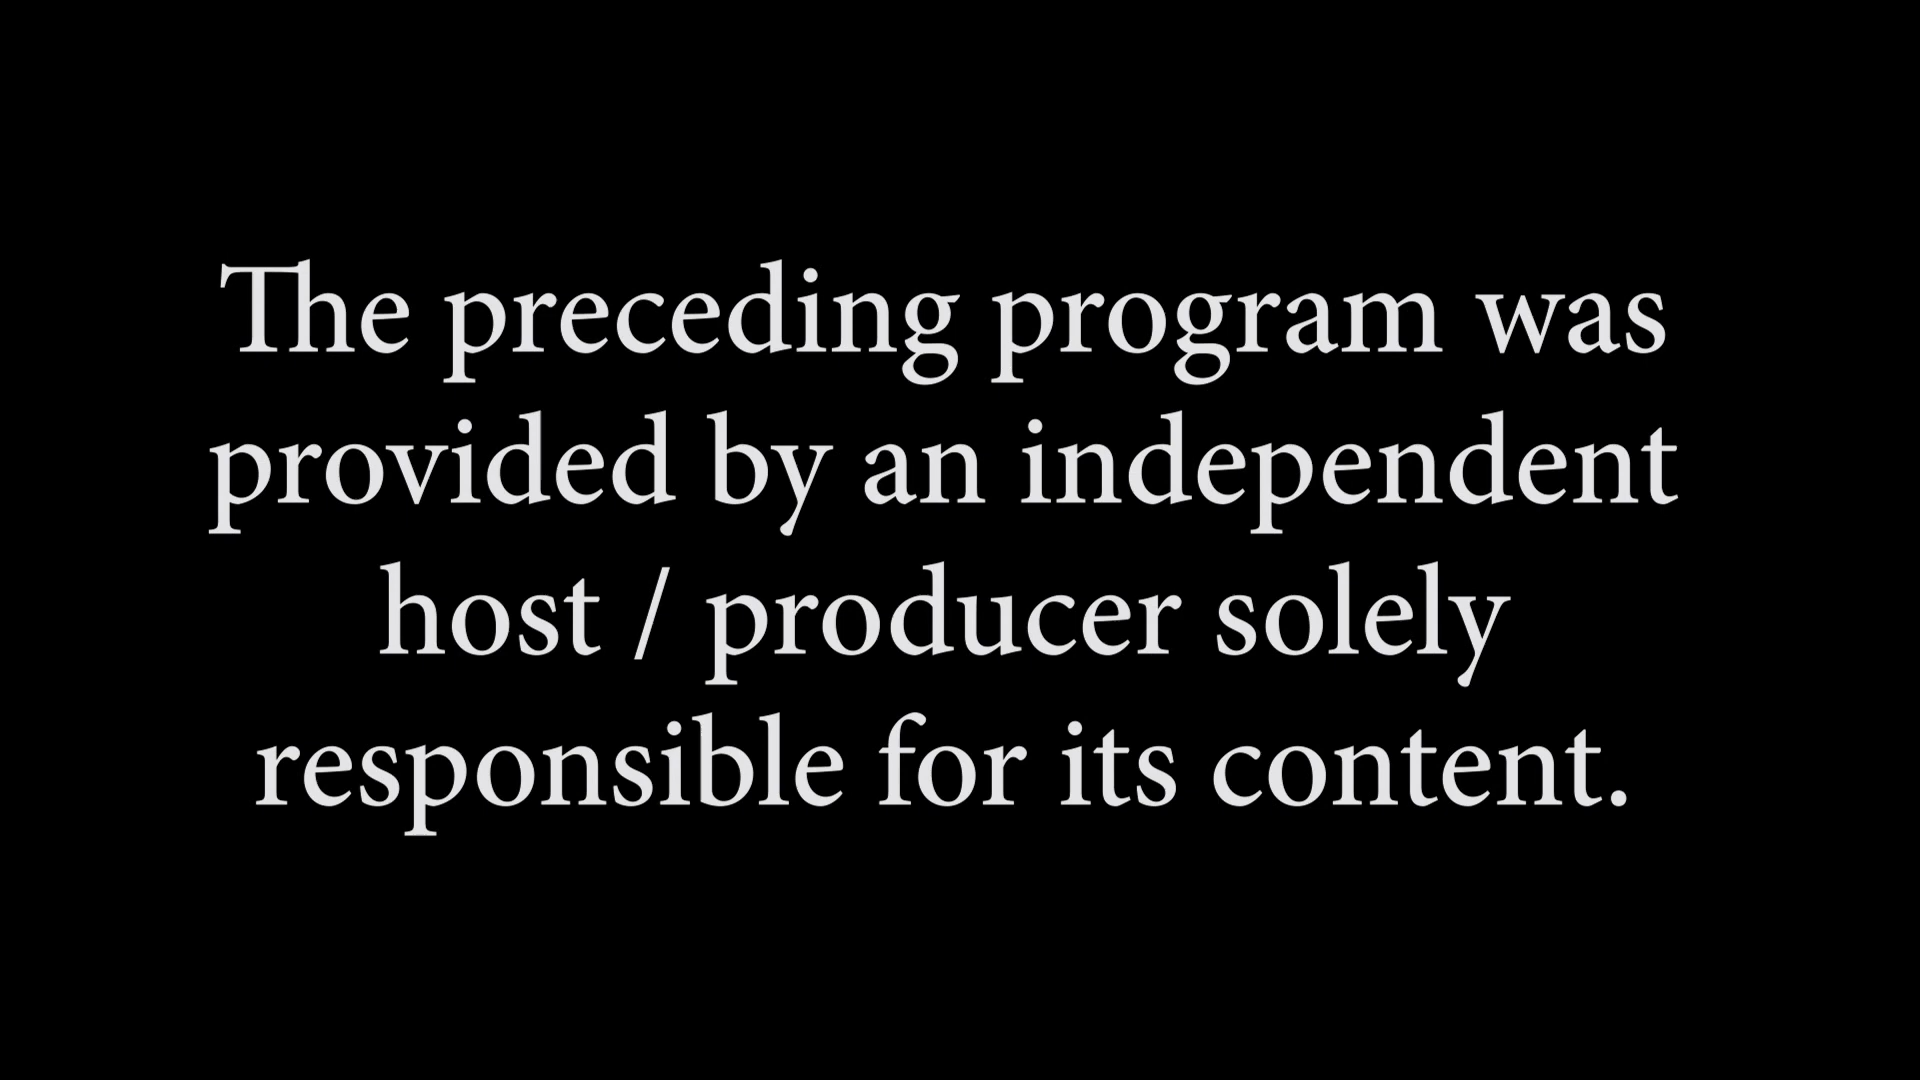 The preceding program was
provided by an independent
host / producer solely
responsible for its content.